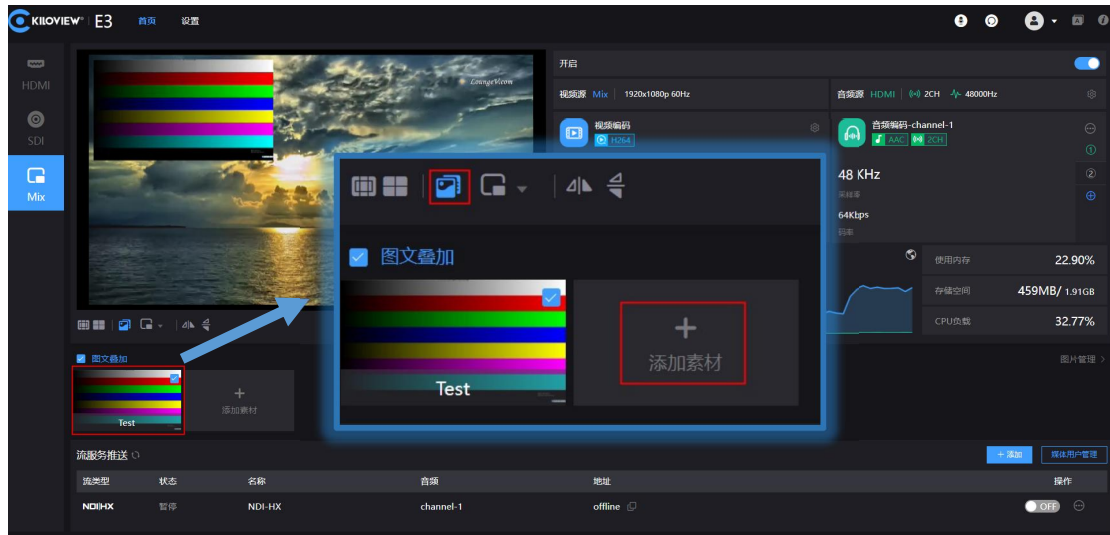 KILOVIEW® E3 首页 设置
HDMI
SDI
Mix
LoungeV.com
开启
视频源 Mix 1920x1080p 60Hz
音频源 HDMI 2CH 48000Hz
视频编码
H264
音频编码-channel-1
AAC 2CH
48 KHz
采样率
64Kbps
码率
使用内存 22.90%
存储空间 459MB/ 1.91GB
CPU负载 32.77%
图文叠加
Test
添加素材
图文叠加
图片管理 >
Test
添加素材
流服务推送
+ 添加
媒体用户管理
流类型 状态 名称 音频 地址 操作
NDI|HX 暂停 NDI-HX channel-1 offline OFF